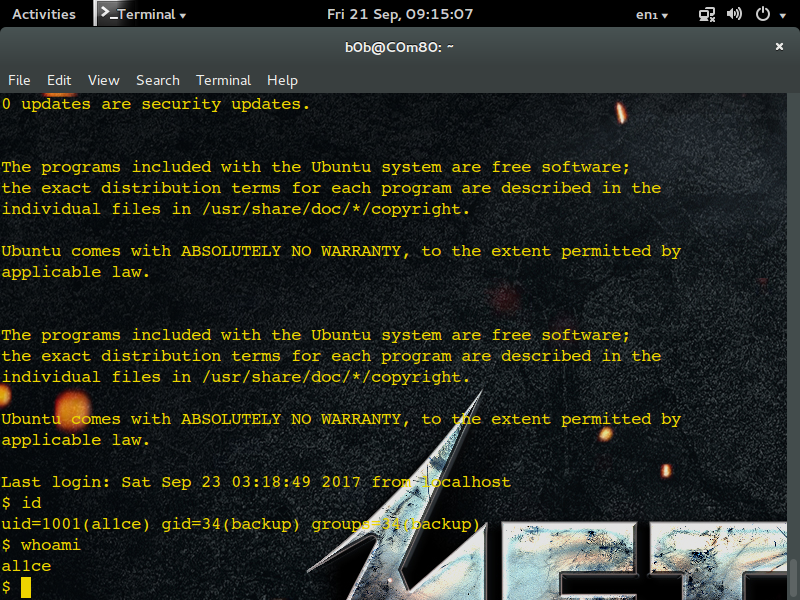 Activities
Terminal
Fri 21 Sep, 09:15:07
en1
b0b@C0m80: ~
File Edit View Search Terminal Help
0 updates are security updates.
The programs included with the Ubuntu system are free software;
the exact distribution terms for each program are described in the
individual files in /usr/share/doc/*/copyright.
Ubuntu comes with ABSOLUTELY NO WARRANTY, to the extent permitted by
applicable law.
The programs included with the Ubuntu system are free software;
the exact distribution terms for each program are described in the
individual files in /usr/share/doc/*/copyright.
Ubuntu comes with ABSOLUTELY NO WARRANTY, to the extent permitted by
applicable law.
Last login: Sat Sep 23 03:18:49 2017 from localhost
$ id
uid=1001(al1ce) gid=34(backup) groups=34(backup)
$ whoami
al1ce
$